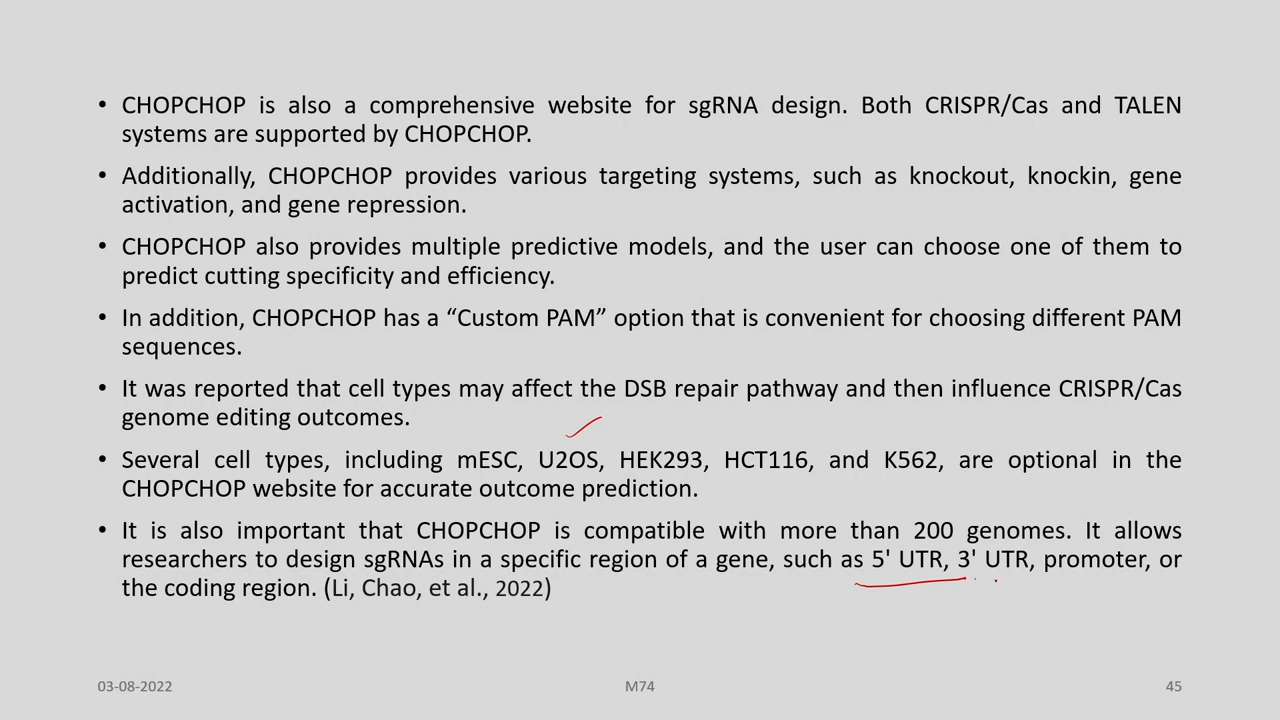 • CHOPCHOP is also a comprehensive website for sgRNA design. Both CRISPR/Cas and TALEN
systems are supported by CHOPCHOP.
• Additionally, CHOPCHOP provides various targeting systems, such as knockout, knockin, gene
activation, and gene repression.
• CHOPCHOP also provides multiple predictive models, and the user can choose one of them to
predict cutting specificity and efficiency.
• In addition, CHOPCHOP has a “Custom PAM” option that is convenient for choosing different PAM
sequences.
• It was reported that cell types may affect the DSB repair pathway and then influence CRISPR/Cas
genome editing outcomes.
• Several cell types, including mESC, U2OS, HEK293, HCT116, and K562, are optional in the
CHOPCHOP website for accurate outcome prediction.
• It is also important that CHOPCHOP is compatible with more than 200 genomes. It allows
researchers to design sgRNAs in a specific region of a gene, such as 5' UTR, 3' UTR, promoter, or
the coding region. (Li, Chao, et al., 2022)
03-08-2022
M74
45